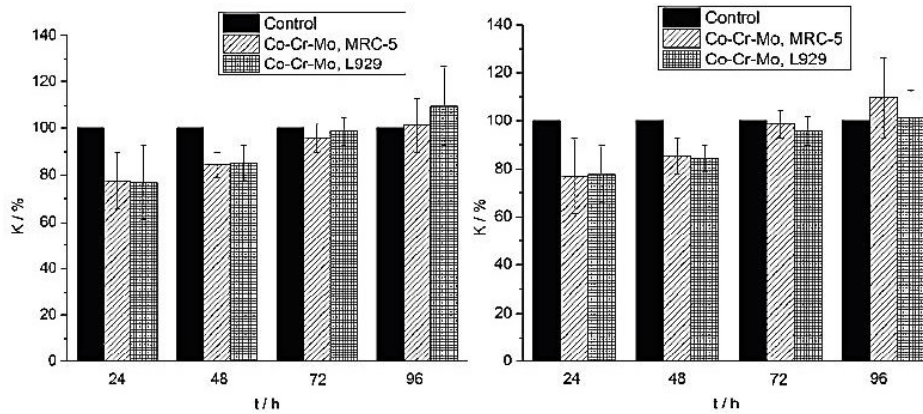 Control
Co-Cr-Mo, MRC-5
Co-Cr-Mo, L929
140
120
100
80
60
40
20
0
K / %
24 48 72 96
t / h
Control
Co-Cr-Mo, MRC-5
Co-Cr-Mo, L929
140
120
100
80
60
40
20
0
K / %
24 48 72 96
t / h